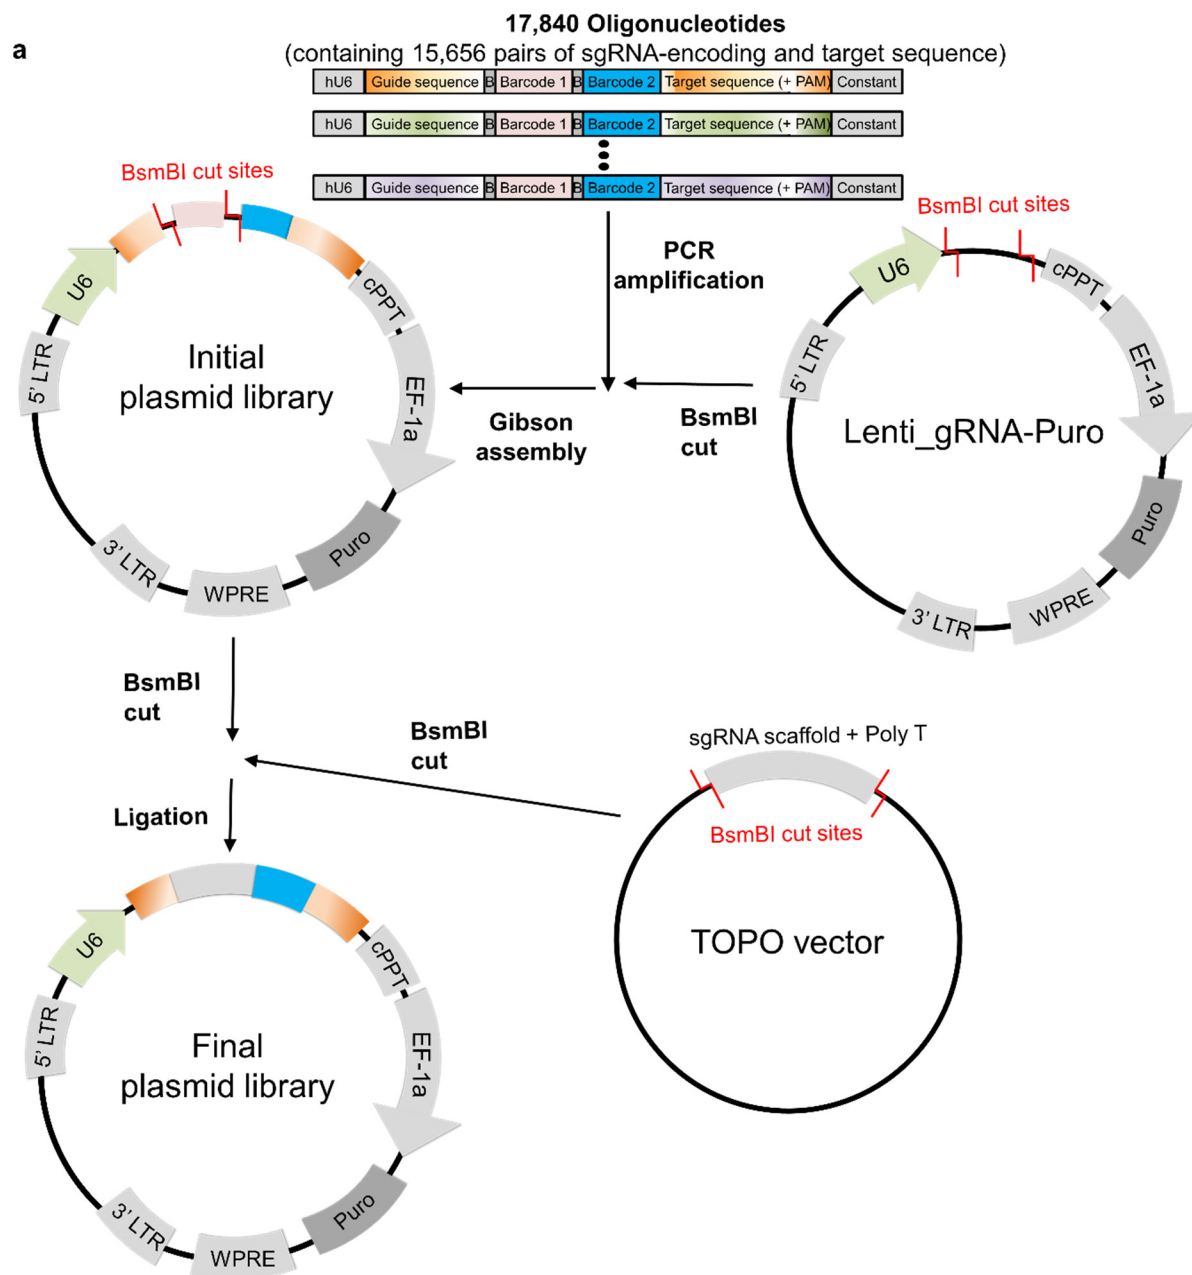 a
17,840 Oligonucleotides
(containing 15,656 pairs of sgRNA-encoding and target sequence)
hU6 Guide sequence B Barcode 1 B Barcode 2 Target sequence (+ PAM) Constant
hU6 Guide sequence B Barcode 1 B Barcode 2 Target sequence (+ PAM) Constant
hU6 Guide sequence B Barcode 1 B Barcode 2 Target sequence (+ PAM) Constant
BsmBI cut sites
U6
cPPT
5' LTR
EF-1a
Initial
plasmid library
Puro
3' LTR
WPRE
PCR
amplification
Gibson
assembly
BsmBI
cut
BsmBI cut sites
U6
cPPT
5' LTR
EF-1a
Lenti_gRNA-Puro
Puro
3' LTR
WPRE
BsmBI
cut
BsmBI
cut
Ligation
sgRNA scaffold + Poly T
BsmBI cut sites
TOPO vector
U6
cPPT
5' LTR
EF-1a
Final
plasmid library
Puro
3' LTR
WPRE